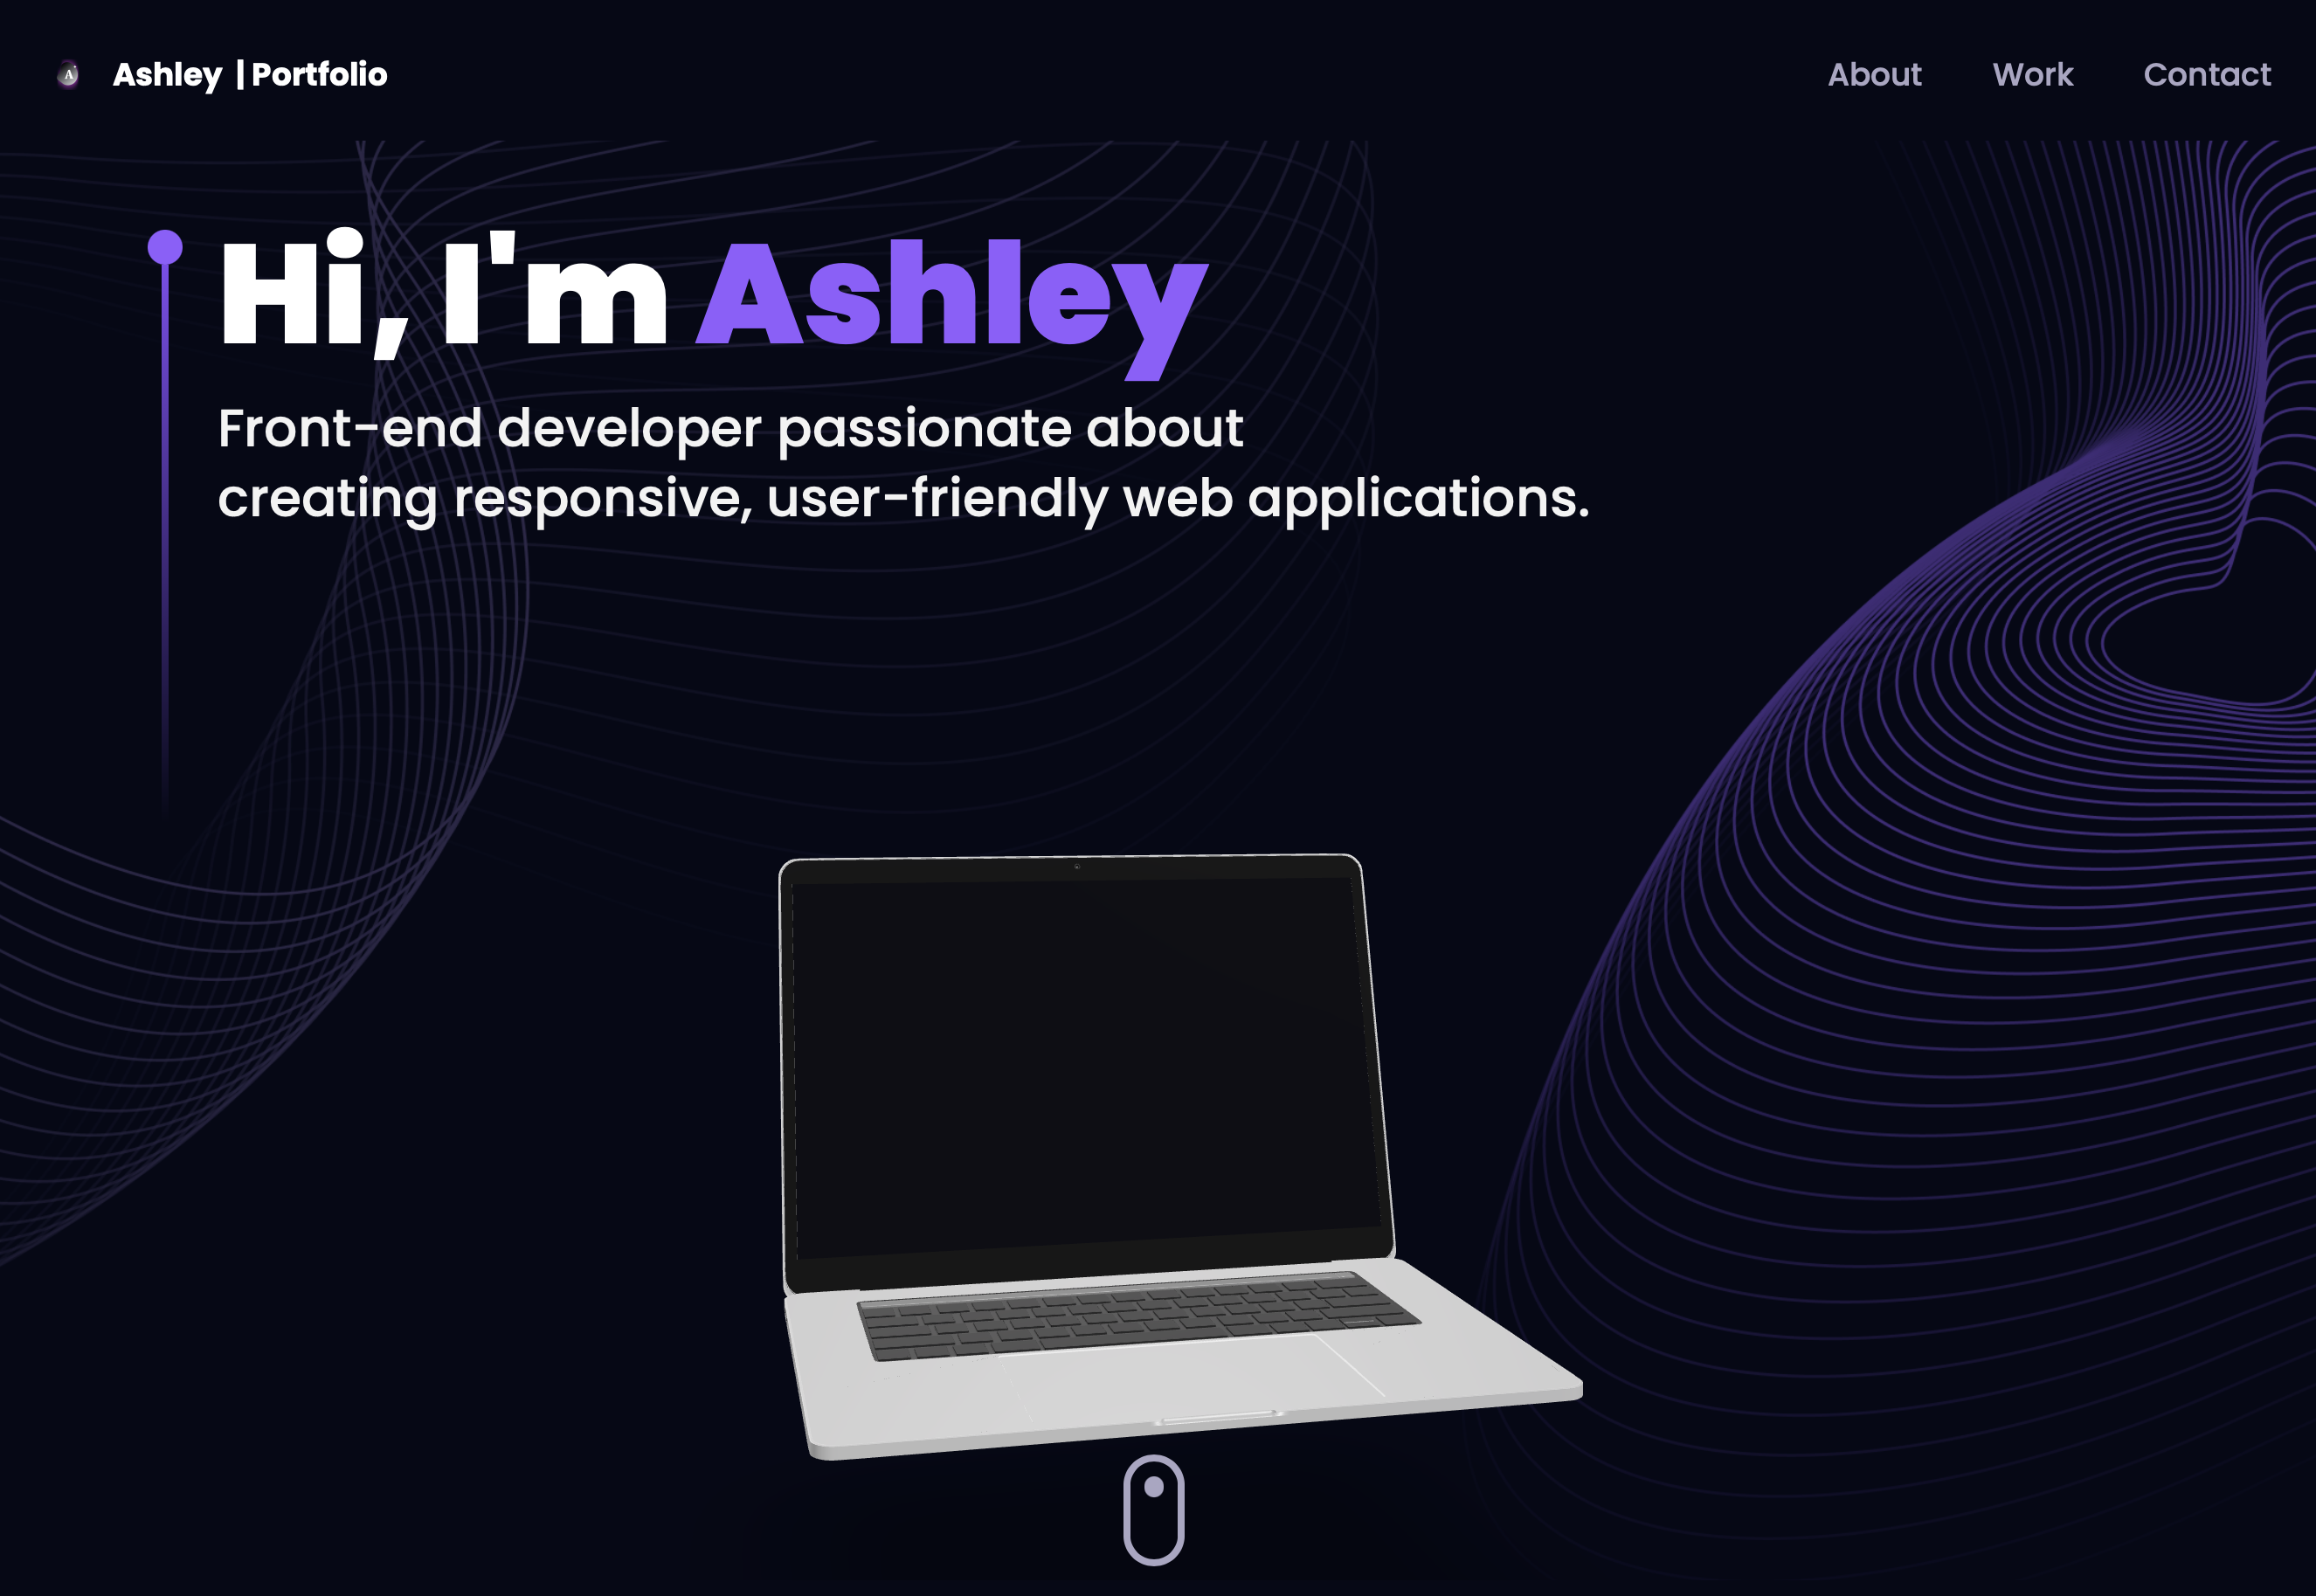 Ashley | Portfolio
About Work Contact
Hi, I'm Ashley
Front-end developer passionate about
creating responsive, user-friendly web applications.